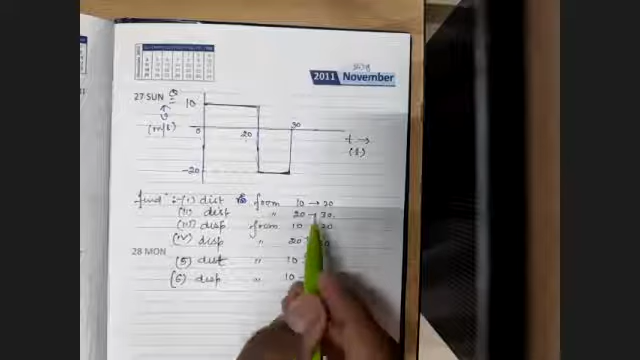 2011 November
27 SUN
Q
10
v
(m/s)
0
20
30
t →
(s)
-20
find :- (i) dist from 10 → 20
(ii) disp " 20 → 30.
(iii) disp from 10 20
(iv) disp " 20
28 MON
(5) dist " 10
(6) disp " 10